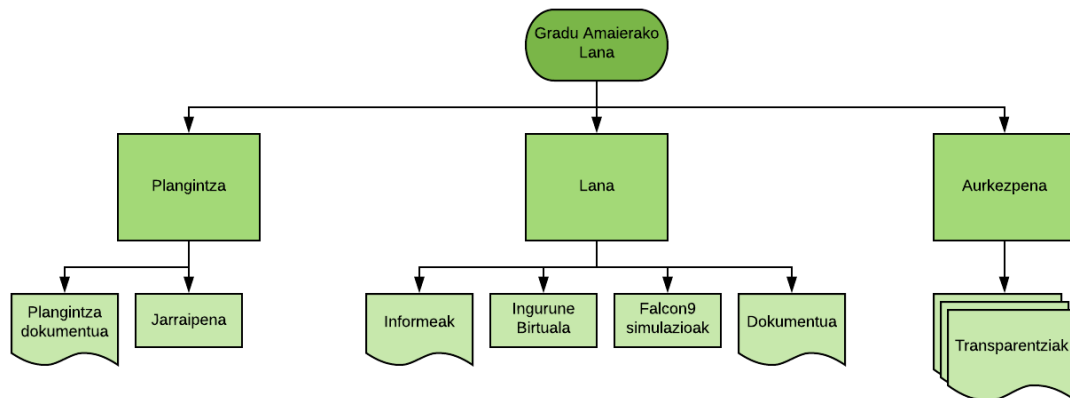 Gradu Amaierako
Lana
Plangintza
Lana
Aurkezpena
Plangintza
dokumentua
Jarraipena
Informeak
Ingurune
Birtuala
Falcon9
simulazioak
Dokumentua
Transparentziak